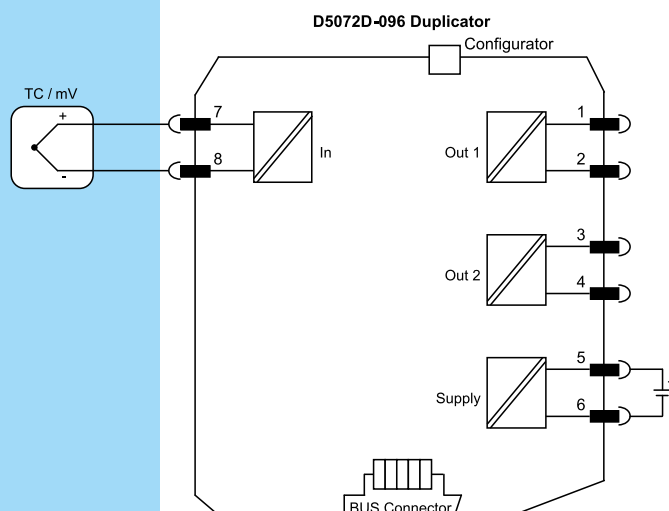 D5072D-096 Duplicator
Configurator
TC / mV
+
-
7
8
In
1
2
Out 1
3
4
Out 2
5
6
Supply
BUS Connector